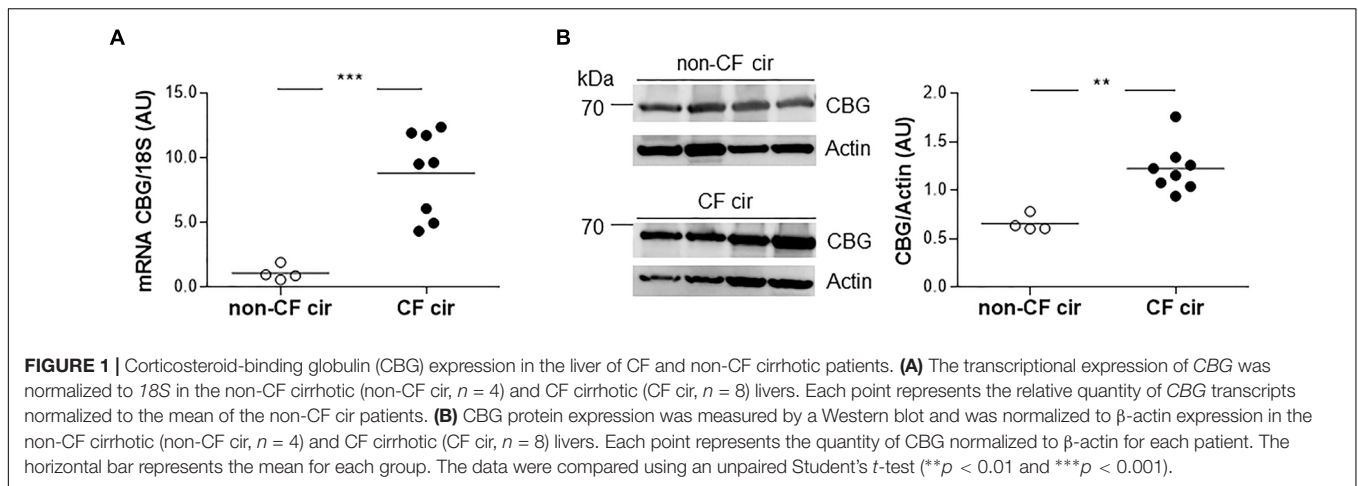 A
***
mRNA CBG/18S (AU)
15.0
10.0
5.0
0.0
non-CF cir
CF cir
B
non-CF cir
kDa
70
CBG
Actin
CF cir
70
CBG
Actin
**
CBG/Actin (AU)
2.0
1.5
1.0
0.5
0.0
non-CF cir
CF cir
FIGURE 1 | Corticosteroid-binding globulin (CBG) expression in the liver of CF and non-CF cirrhotic patients. (A) The transcriptional expression of CBG was
normalized to 18S in the non-CF cirrhotic (non-CF cir, n = 4) and CF cirrhotic (CF cir, n = 8) livers. Each point represents the relative quantity of CBG transcripts
normalized to the mean of the non-CF cir patients. (B) CBG protein expression was measured by a Western blot and was normalized to β-actin expression in the
non-CF cirrhotic (non-CF cir, n = 4) and CF cirrhotic (CF cir, n = 8) livers. Each point represents the quantity of CBG normalized to β-actin for each patient. The
horizontal bar represents the mean for each group. The data were compared using an unpaired Student's t-test (**p < 0.01 and ***p < 0.001).